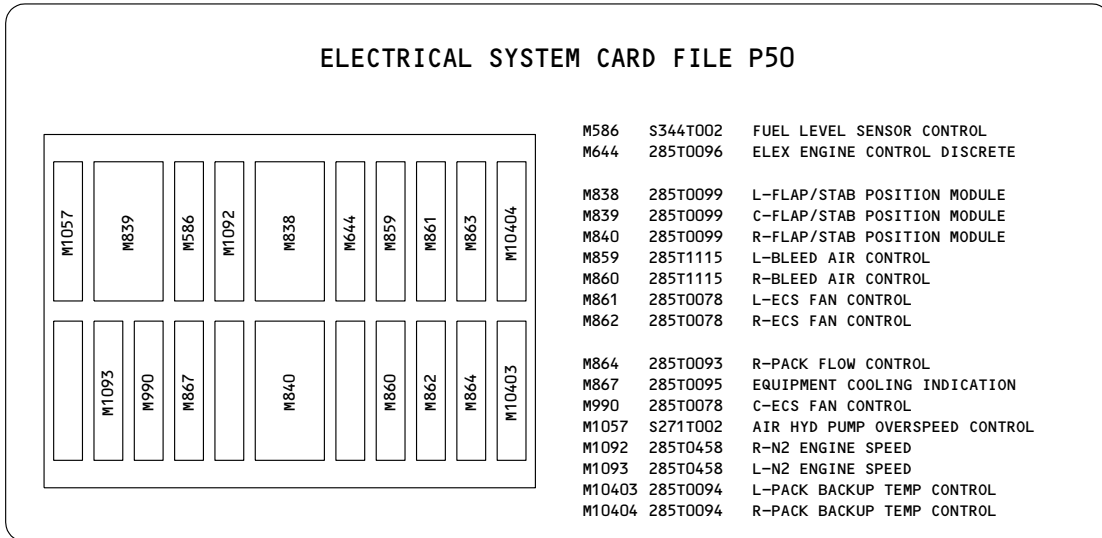 ELECTRICAL SYSTEM CARD FILE P50
M1057
M839
M586
M1092
M838
M644
M859
M861
M863
M10404
M1093
M990
M867
M840
M860
M862
M864
M10403
M586 S344T002 FUEL LEVEL SENSOR CONTROL
M644 285T0096 ELEX ENGINE CONTROL DISCRETE
M838 285T0099 L-FLAP/STAB POSITION MODULE
M839 285T0099 C-FLAP/STAB POSITION MODULE
M840 285T0099 R-FLAP/STAB POSITION MODULE
M859 285T1115 L-BLEED AIR CONTROL
M860 285T1115 R-BLEED AIR CONTROL
M861 285T0078 L-ECS FAN CONTROL
M862 285T0078 R-ECS FAN CONTROL
M864 285T0093 R-PACK FLOW CONTROL
M867 285T0095 EQUIPMENT COOLING INDICATION
M990 285T0078 C-ECS FAN CONTROL
M1057 S271T002 AIR HYD PUMP OVERSPEED CONTROL
M1092 285T0458 R-N2 ENGINE SPEED
M1093 285T0458 L-N2 ENGINE SPEED
M10403 285T0094 L-PACK BACKUP TEMP CONTROL
M10404 285T0094 R-PACK BACKUP TEMP CONTROL